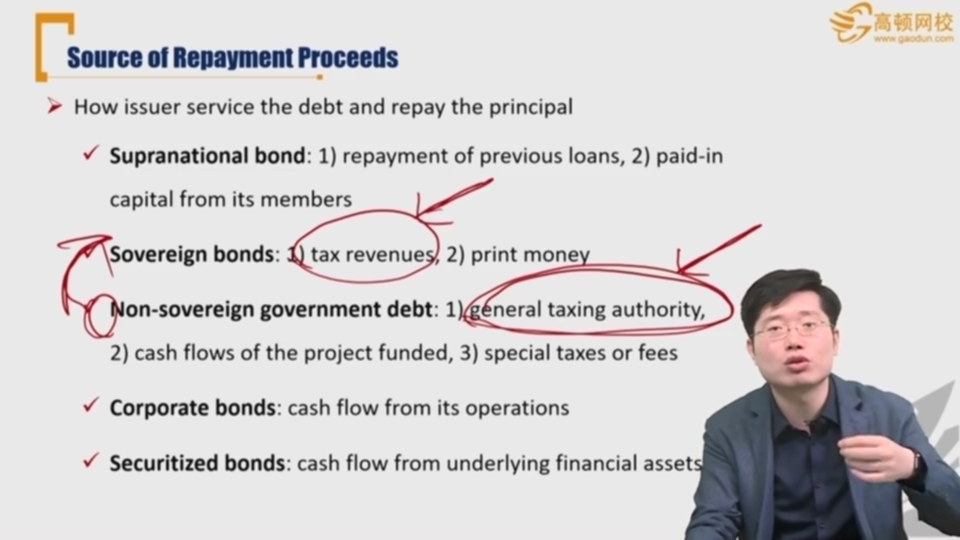 高顿网校
www.gaodun.com
Source of Repayment Proceeds
How issuer service the debt and repay the principal
Supranational bond: 1) repayment of previous loans, 2) paid-in
capital from its members
Sovereign bonds: 1) tax revenues, 2) print money
Non-sovereign government debt: 1) general taxing authority,
2) cash flows of the project funded, 3) special taxes or fees
Corporate bonds: cash flow from its operations
Securitized bonds: cash flow from underlying financial assets